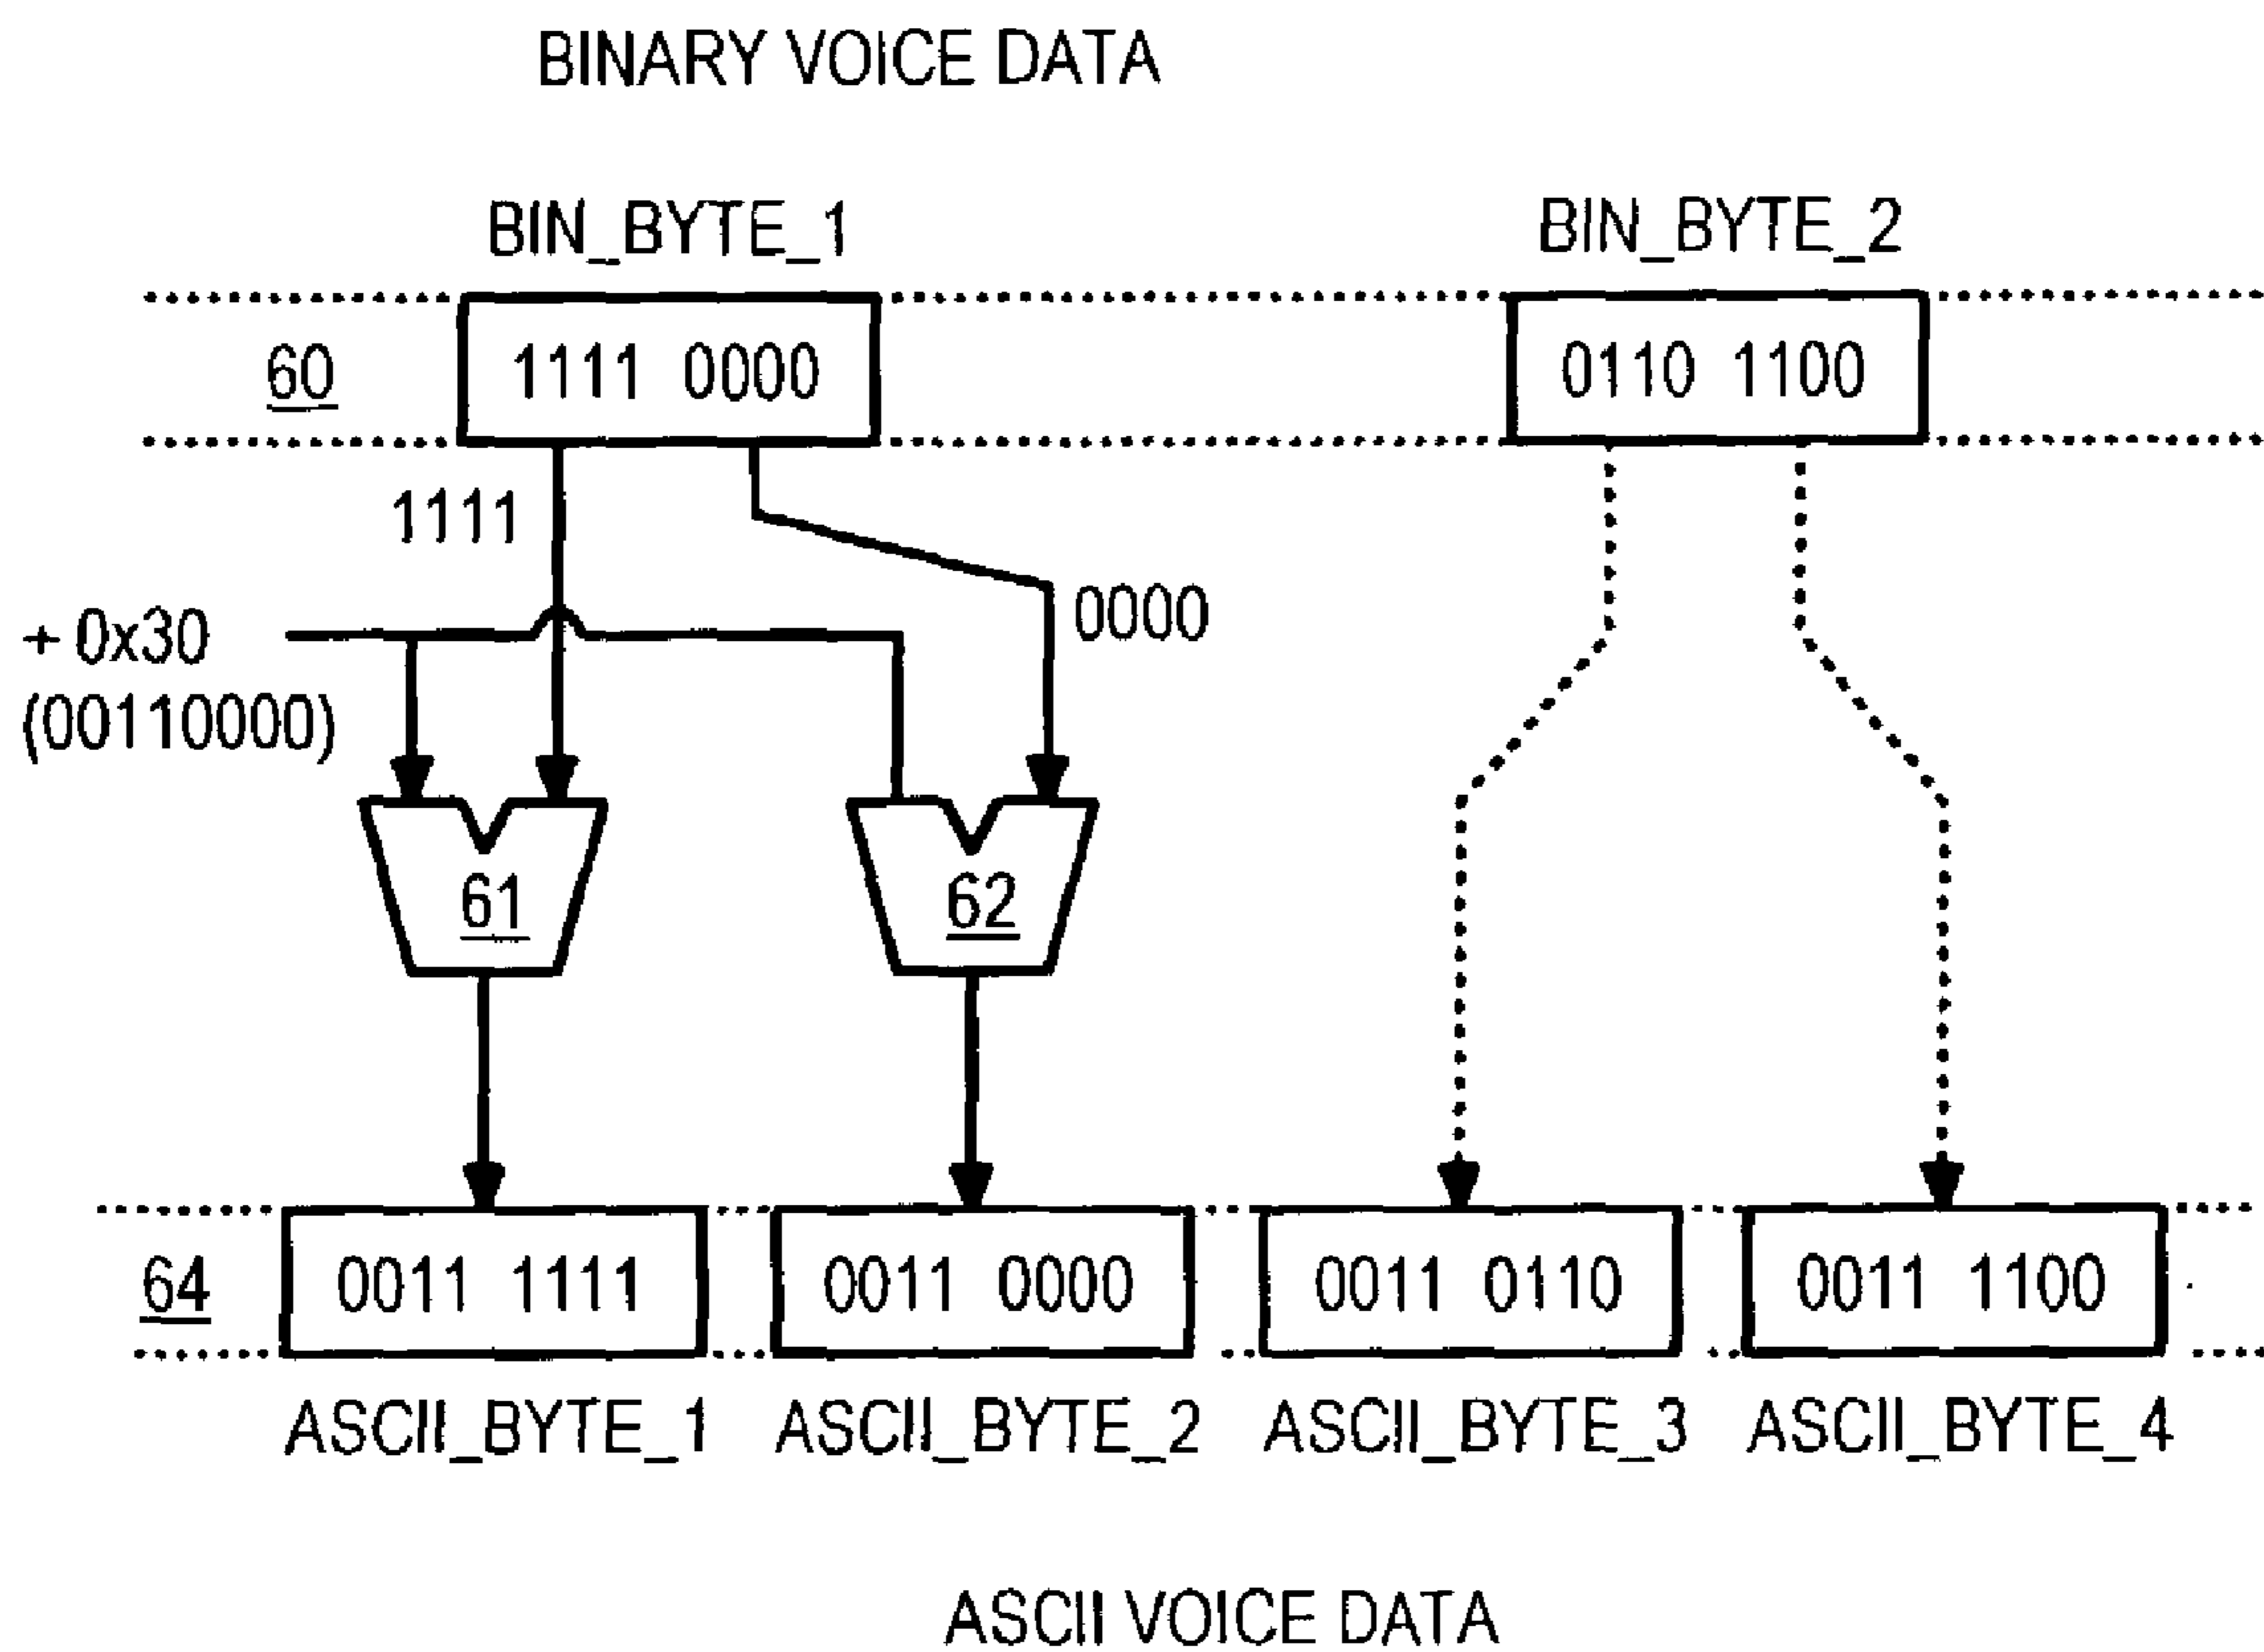 BINARY VOICE DATA
BIN_BYTE_1 BIN_BYTE_2
60 1111 0000 0110 1100
1111
+ 0x30 0000
(00110000)
61 62
64 0011 1111 0011 0000 0011 0110 0011 1100
ASCII_BYTE_1 ASCII_BYTE_2 ASCII_BYTE_3 ASCII_BYTE_4
ASCII VOICE DATA